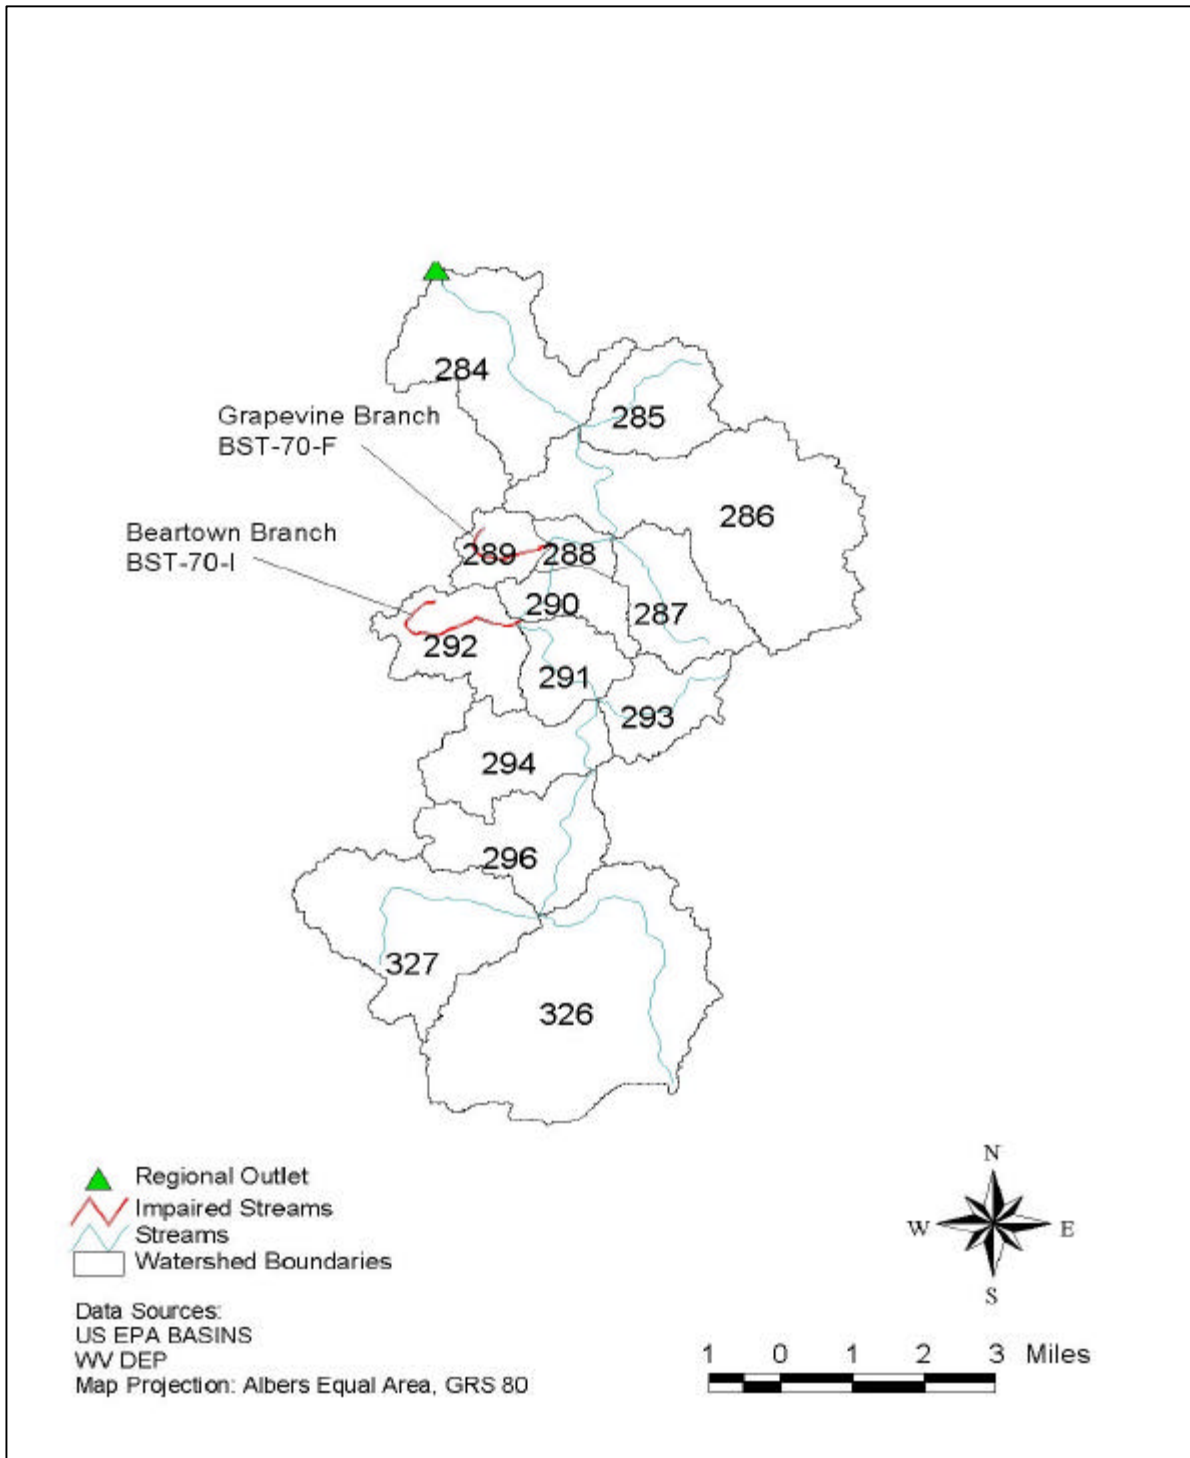 284
285
Grapevine Branch
BST-70-F
286
Beartown Branch
BST-70-I
289
288
290
287
292
291
293
294
296
327
326
Regional Outlet
Impaired Streams
Streams
Watershed Boundaries
N
W
E
S
Data Sources:
US EPA BASINS
WV DEP
Map Projection: Albers Equal Area, GRS 80
1 0 1 2 3 Miles